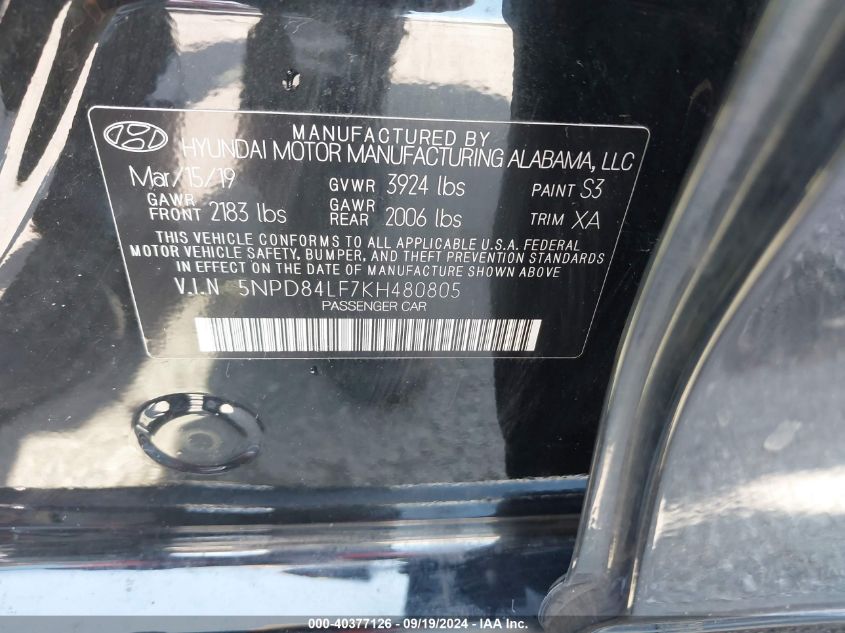 MANUFACTURED BY
HYUNDAI MOTOR MANUFACTURING ALABAMA, LLC
Mar/15/19 GVWR 3924 lbs PAINT S3
GAWR FRONT 2183 lbs GAWR REAR 2006 lbs TRIM XA
THIS VEHICLE CONFORMS TO ALL APPLICABLE U.S.A. FEDERAL
MOTOR VEHICLE SAFETY, BUMPER, AND THEFT PREVENTION STANDARDS
IN EFFECT ON THE DATE OF MANUFACTURE SHOWN ABOVE
V.I.N 5NPD84LF7KH480805
PASSENGER CAR
000-40377126 - 09/19/2024 - IAA Inc.